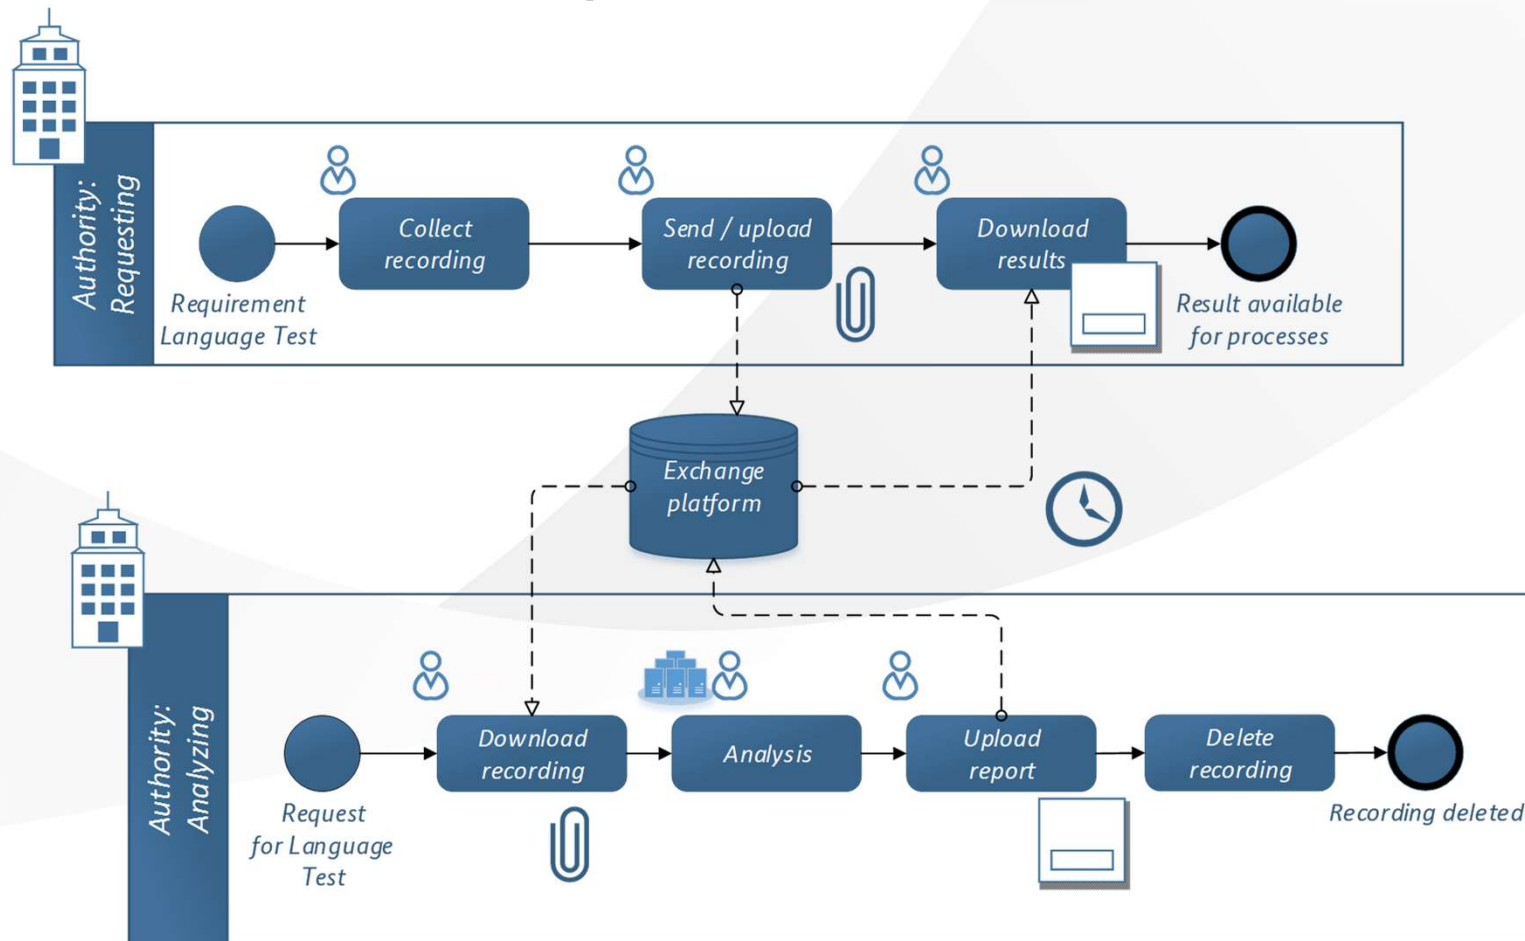 Authority:
Requesting
Collect
recording
Send / upload
recording
Download
results
Requirement
Language Test
Result available
for processes
Exchange
platform
Authority:
Analyzing
Download
recording
Analysis
Upload
report
Delete
recording
Request
for Language
Test
Recording deleted